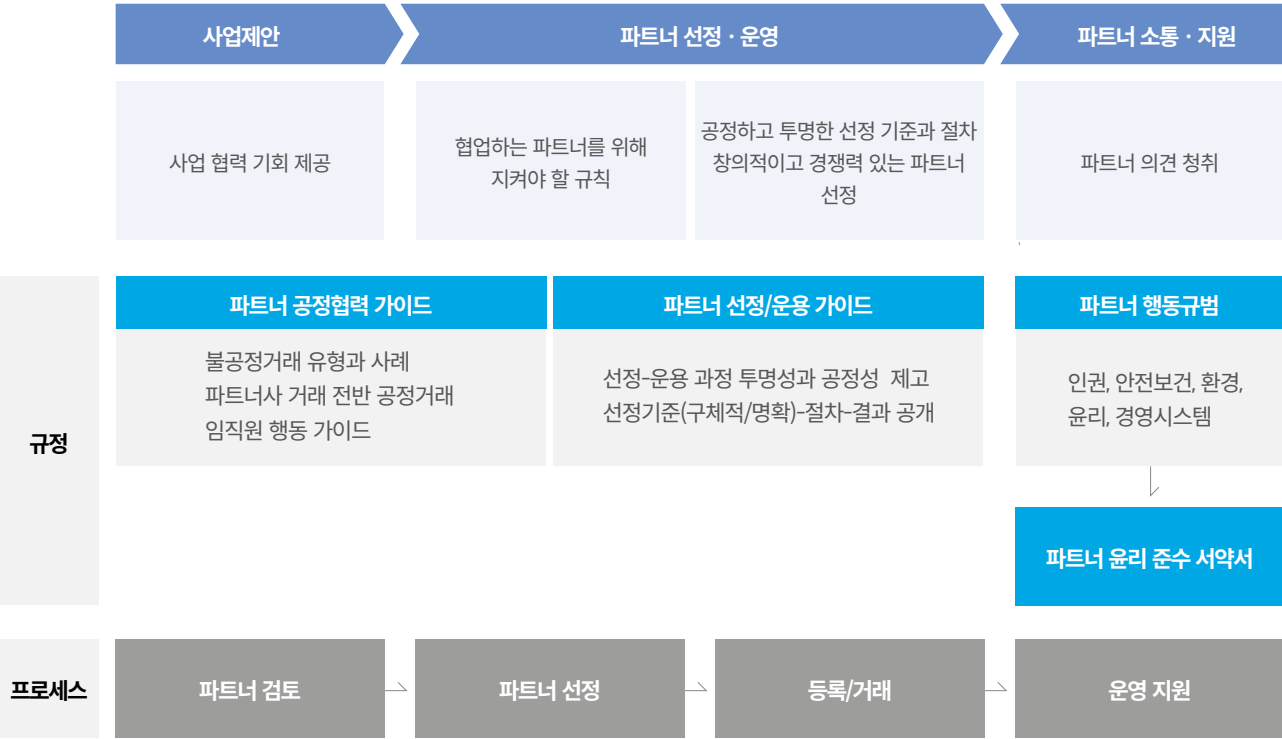 사업제안
파트너 선정 · 운영
파트너 소통 · 지원
사업 협력 기회 제공
협업하는 파트너를 위해
지켜야 할 규칙
공정하고 투명한 선정 기준과 절차
창의적이고 경쟁력 있는 파트너
선정
파트너 의견 청취
규정
파트너 공정협력 가이드
불공정거래 유형과 사례
파트너사 거래 전반 공정거래
임직원 행동 가이드
파트너 선정/운용 가이드
선정-운용 과정 투명성과 공정성 제고
선정기준(구체적/명확)-절차-결과 공개
파트너 행동규범
인권, 안전보건, 환경,
윤리, 경영시스템
파트너 윤리 준수 서약서
프로세스
파트너 검토
파트너 선정
등록/거래
운영 지원